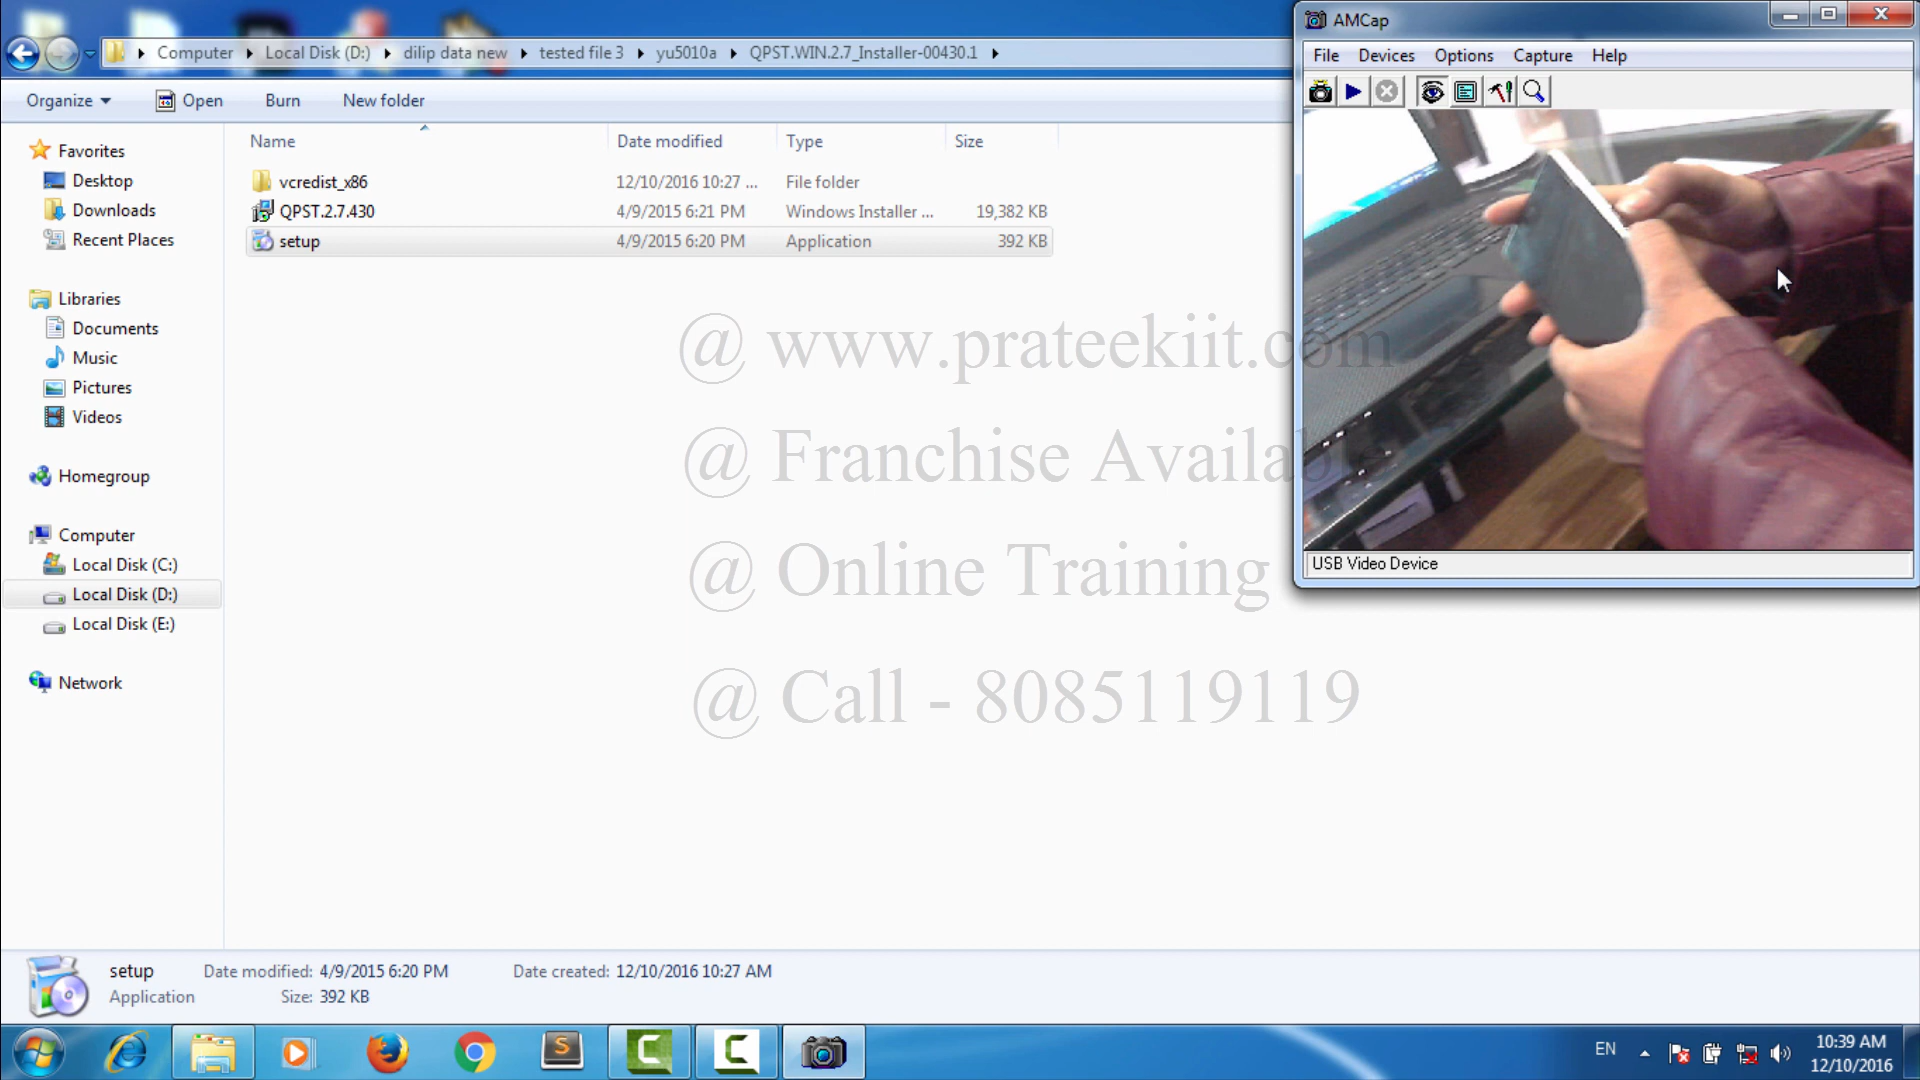 AMCap
Computer Local Disk (D:) dilip data new tested file 3 yu5010a QPST.WIN.2.7_Installer-00430.1
File Devices Options Capture Help
Organize Open Burn New folder
Name Date modified Type Size
Favorites
Desktop
Downloads
Recent Places
Libraries
Documents
Music
Pictures
Videos
Homegroup
Computer
Local Disk (C:)
Local Disk (D:)
Local Disk (E:)
Network
vcredist_x86 12/10/2016 10:27 ... File folder
QPST.2.7.430 4/9/2015 6:21 PM Windows Installer ... 19,382 KB
setup 4/9/2015 6:20 PM Application 392 KB
@ www.prateekiit.com
@ Franchise Available
@ Online Training
@ Call - 8085119119
USB Video Device
setup Date modified: 4/9/2015 6:20 PM Date created: 12/10/2016 10:27 AM
Application Size: 392 KB
EN
10:39 AM
12/10/2016